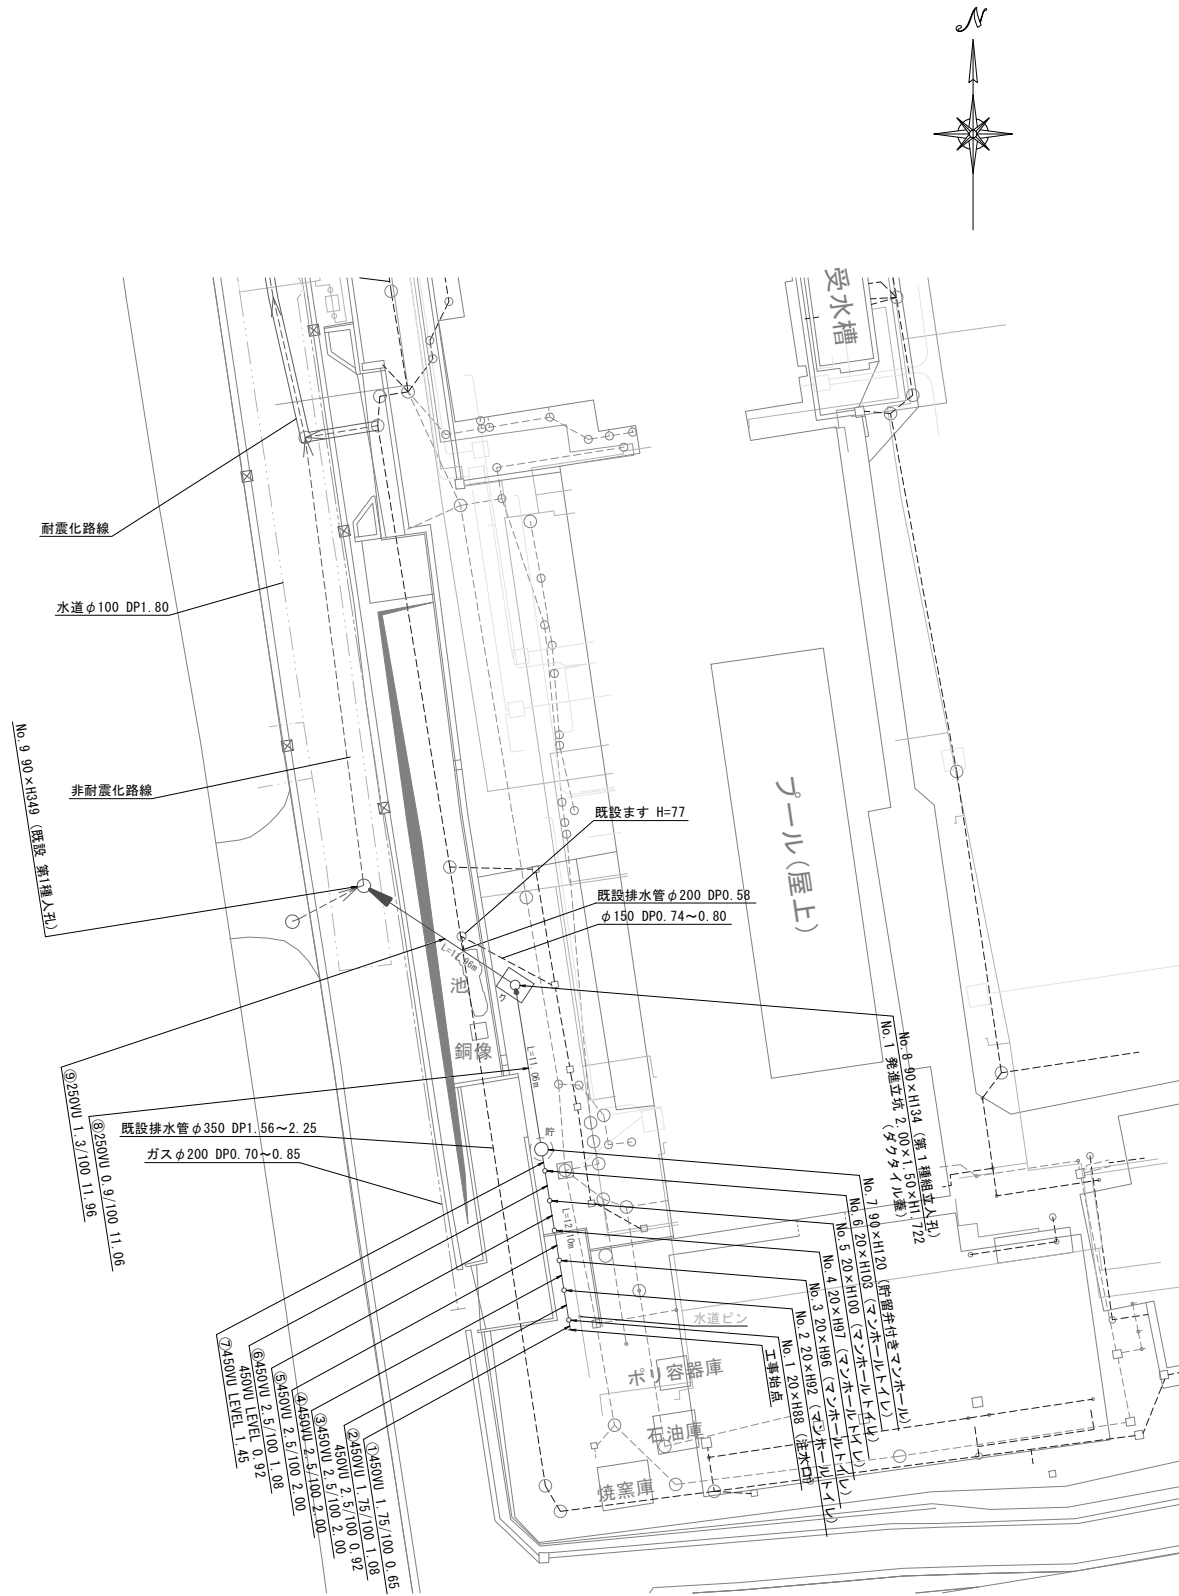 N
受水槽
耐震化路線
水道φ100 DP1.80
No.9 90×H349 (既設 第1種人孔)
非耐震化路線
プール(屋上)
既設ます H=77
既設排水管φ200 DP0.58
φ150 DP0.74～0.80
L=11.96m
池
銅像
L=11.06m
No.8 90×H134 (第1種組立人孔)
No.1 発進立坑 2.00×1.50×H1.722
(ダクタイル蓋)
⑨250VU 1.3/100 11.96
⑧250VU 0.9/100 11.06
既設排水管φ350 DP1.56～2.25
ガスφ200 DP0.70～0.85
貯
L=12.10m
No.7 90×H120 (貯留弁付きマンホール)
No.6 20×H103 (マンホールトイレ)
No.5 20×H100 (マンホールトイレ)
No.4 20×H97 (マンホールトイレ)
No.3 20×H96 (マンホールトイレ)
No.2 20×H92 (マンホールトイレ)
No.1 20×H88 (注水口)
工事始点
水道ピン
ポリ容器庫
石油庫
焼窯庫
⑦450VU LEVEL 1.45
450VU LEVEL 0.92
⑥450VU 2.5/100 1.08
⑤450VU 2.5/100 2.00
④450VU 2.5/100 2.00
③450VU 2.5/100 2.00
450VU 2.5/100 0.92
②450VU 1.75/100 1.08
①450VU 1.75/100 0.65